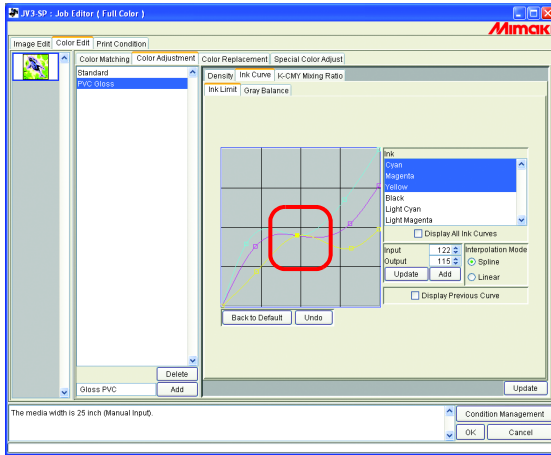 JV3-SP : Job Editor ( Full Color )
Mimaki
Image Edit Color Edit Print Condition
Color Matching Color Adjustment Color Replacement Special Color Adjust
Standard
PVC Gloss
Density Ink Curve K-CMY Mixing Ratio
Ink Limit Gray Balance
Ink
Cyan
Magenta
Yellow
Black
Light Cyan
Light Magenta
Display All Ink Curves
Input 122
Output 115
Update Add
Interpolation Mode
Spline
Linear
Display Previous Curve
Back to Default Undo
Delete
Gloss PVC Add
Update
The media width is 25 inch (Manual Input).
Condition Management
OK Cancel